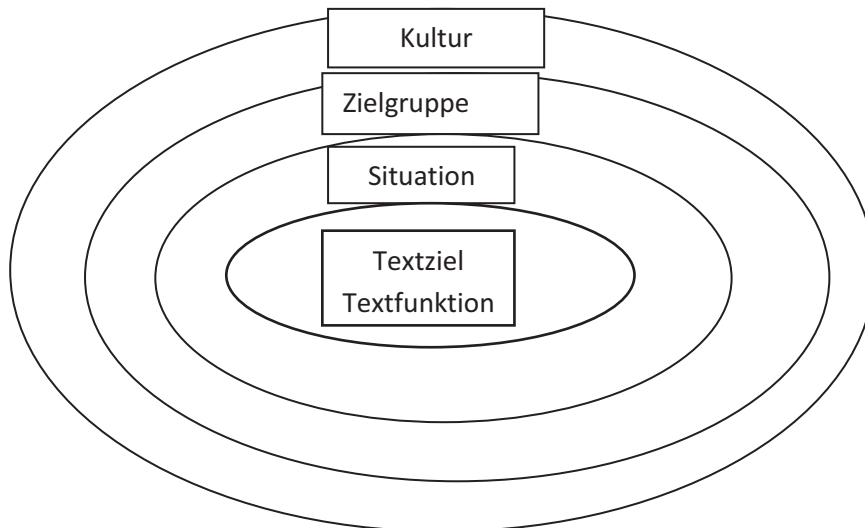 Kultur
Zielgruppe
Situation
Textziel
Textfunktion